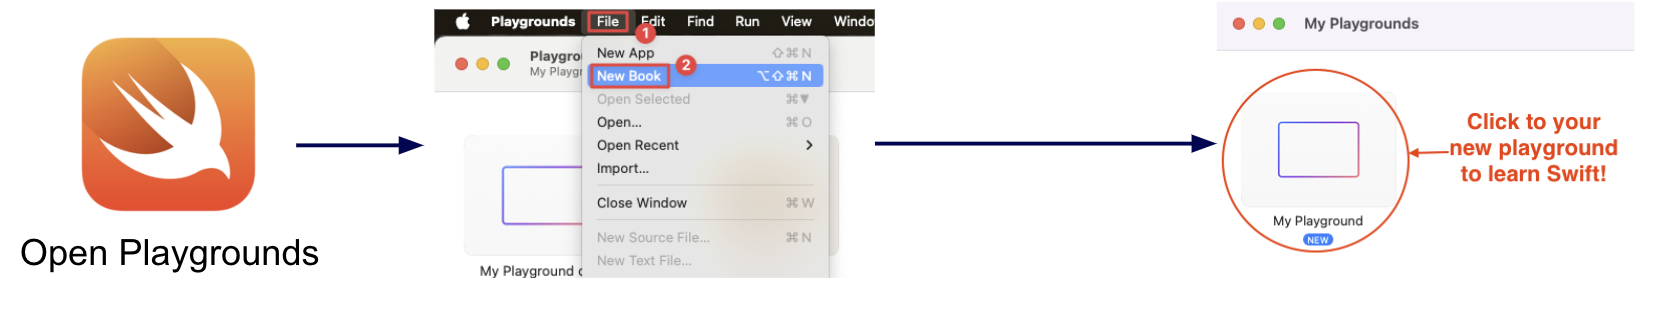 Open Playgrounds
Playgrounds File Edit Find Run View Windo
1
Playgro
My Playgr
New App ⇧⌘N
New Book ⌥⇧⌘N
2
Open Selected ⌘▼
Open... ⌘O
Open Recent >
Import...
Close Window ⌘W
New Source File... ⌘N
New Text File...
My Playground
My Playgrounds
My Playground
NEW
Click to your
new playground
to learn Swift!